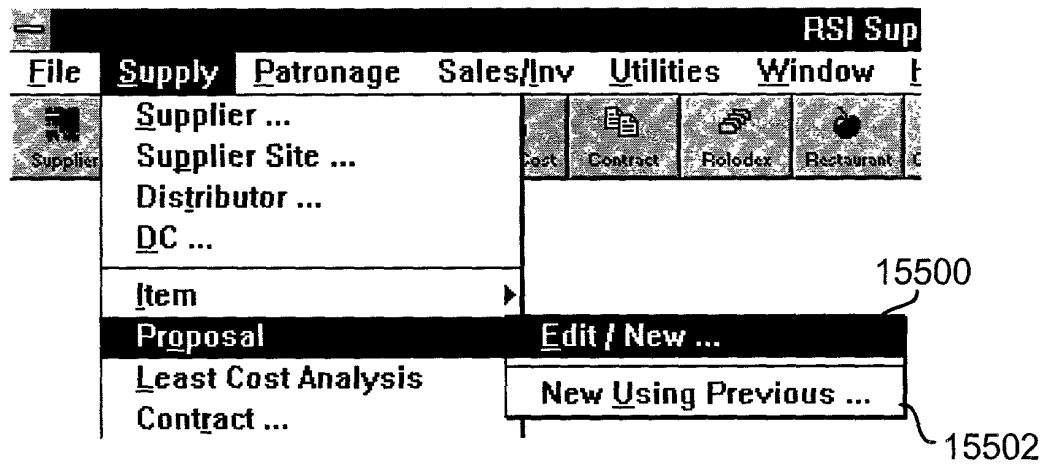 RSI Sup
File Supply Patronage Sales/Inv Utilities Window
Supplier Cost Contract Rolodex Restaurant
Supplier ...
Supplier Site ...
Distributor ...
DC ...
Item
Proposal
Least Cost Analysis
Contract ...
Edit / New ...
New Using Previous ...
15500
15502